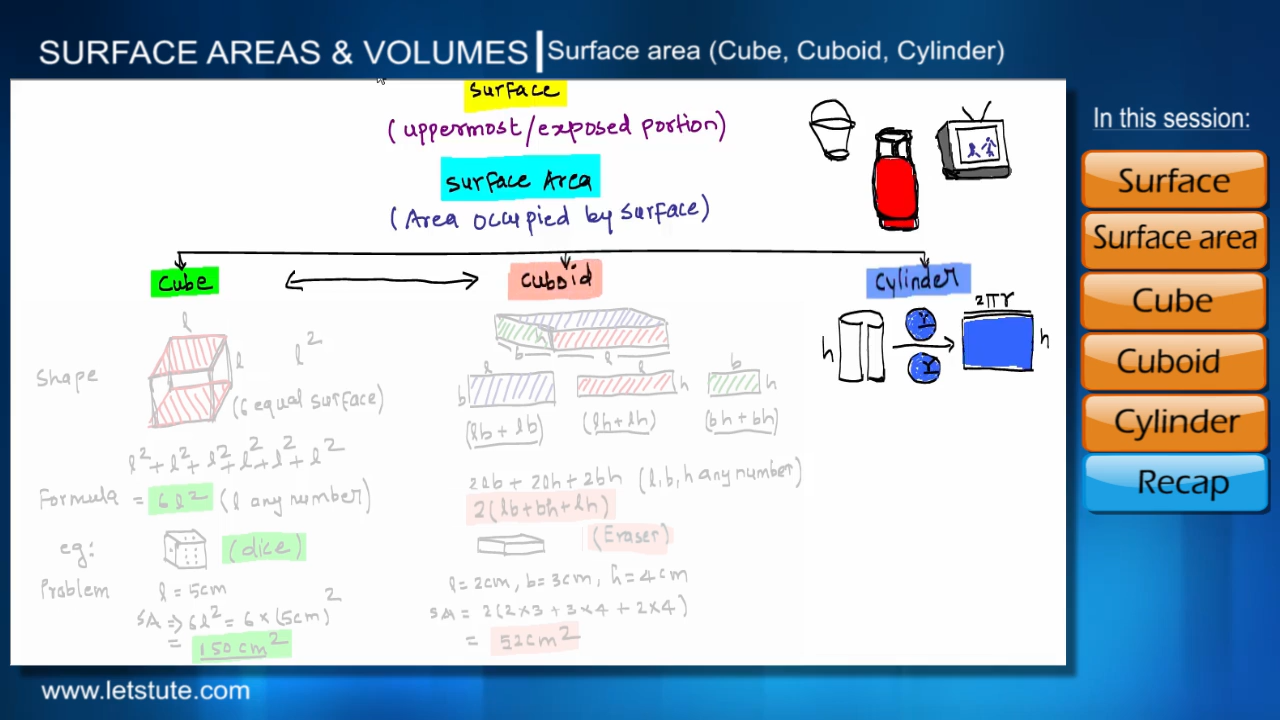 SURFACE AREAS & VOLUMES | Surface area (Cube, Cuboid, Cylinder)
Surface
(uppermost/exposed portion)
Surface Area
(Area occupied by surface)
Cube
Cuboid
Cylinder
In this session:
Surface
Surface area
Cube
Cuboid
Cylinder
Recap
Shape
l
l
l²
(6 equal surface)
l²+l²+l²+l²+l²+l²
Formula = 6l² (l any number)
eg: (dice)
Problem l = 5cm
SA ⇒ 6l² = 6 × (5cm)²
= 150cm²
b h l
l l b
b h h
(lb + lb) (lh + lh) (bh + bh)
2lb + 2lh + 2bh (l,b,h any number)
2(lb+bh+lh)
(Eraser)
l = 2cm, b = 3cm, h = 4cm
SA = 2(2×3 + 3×4 + 2×4)
= 52cm²
2πr
h r h
r
www.letstute.com